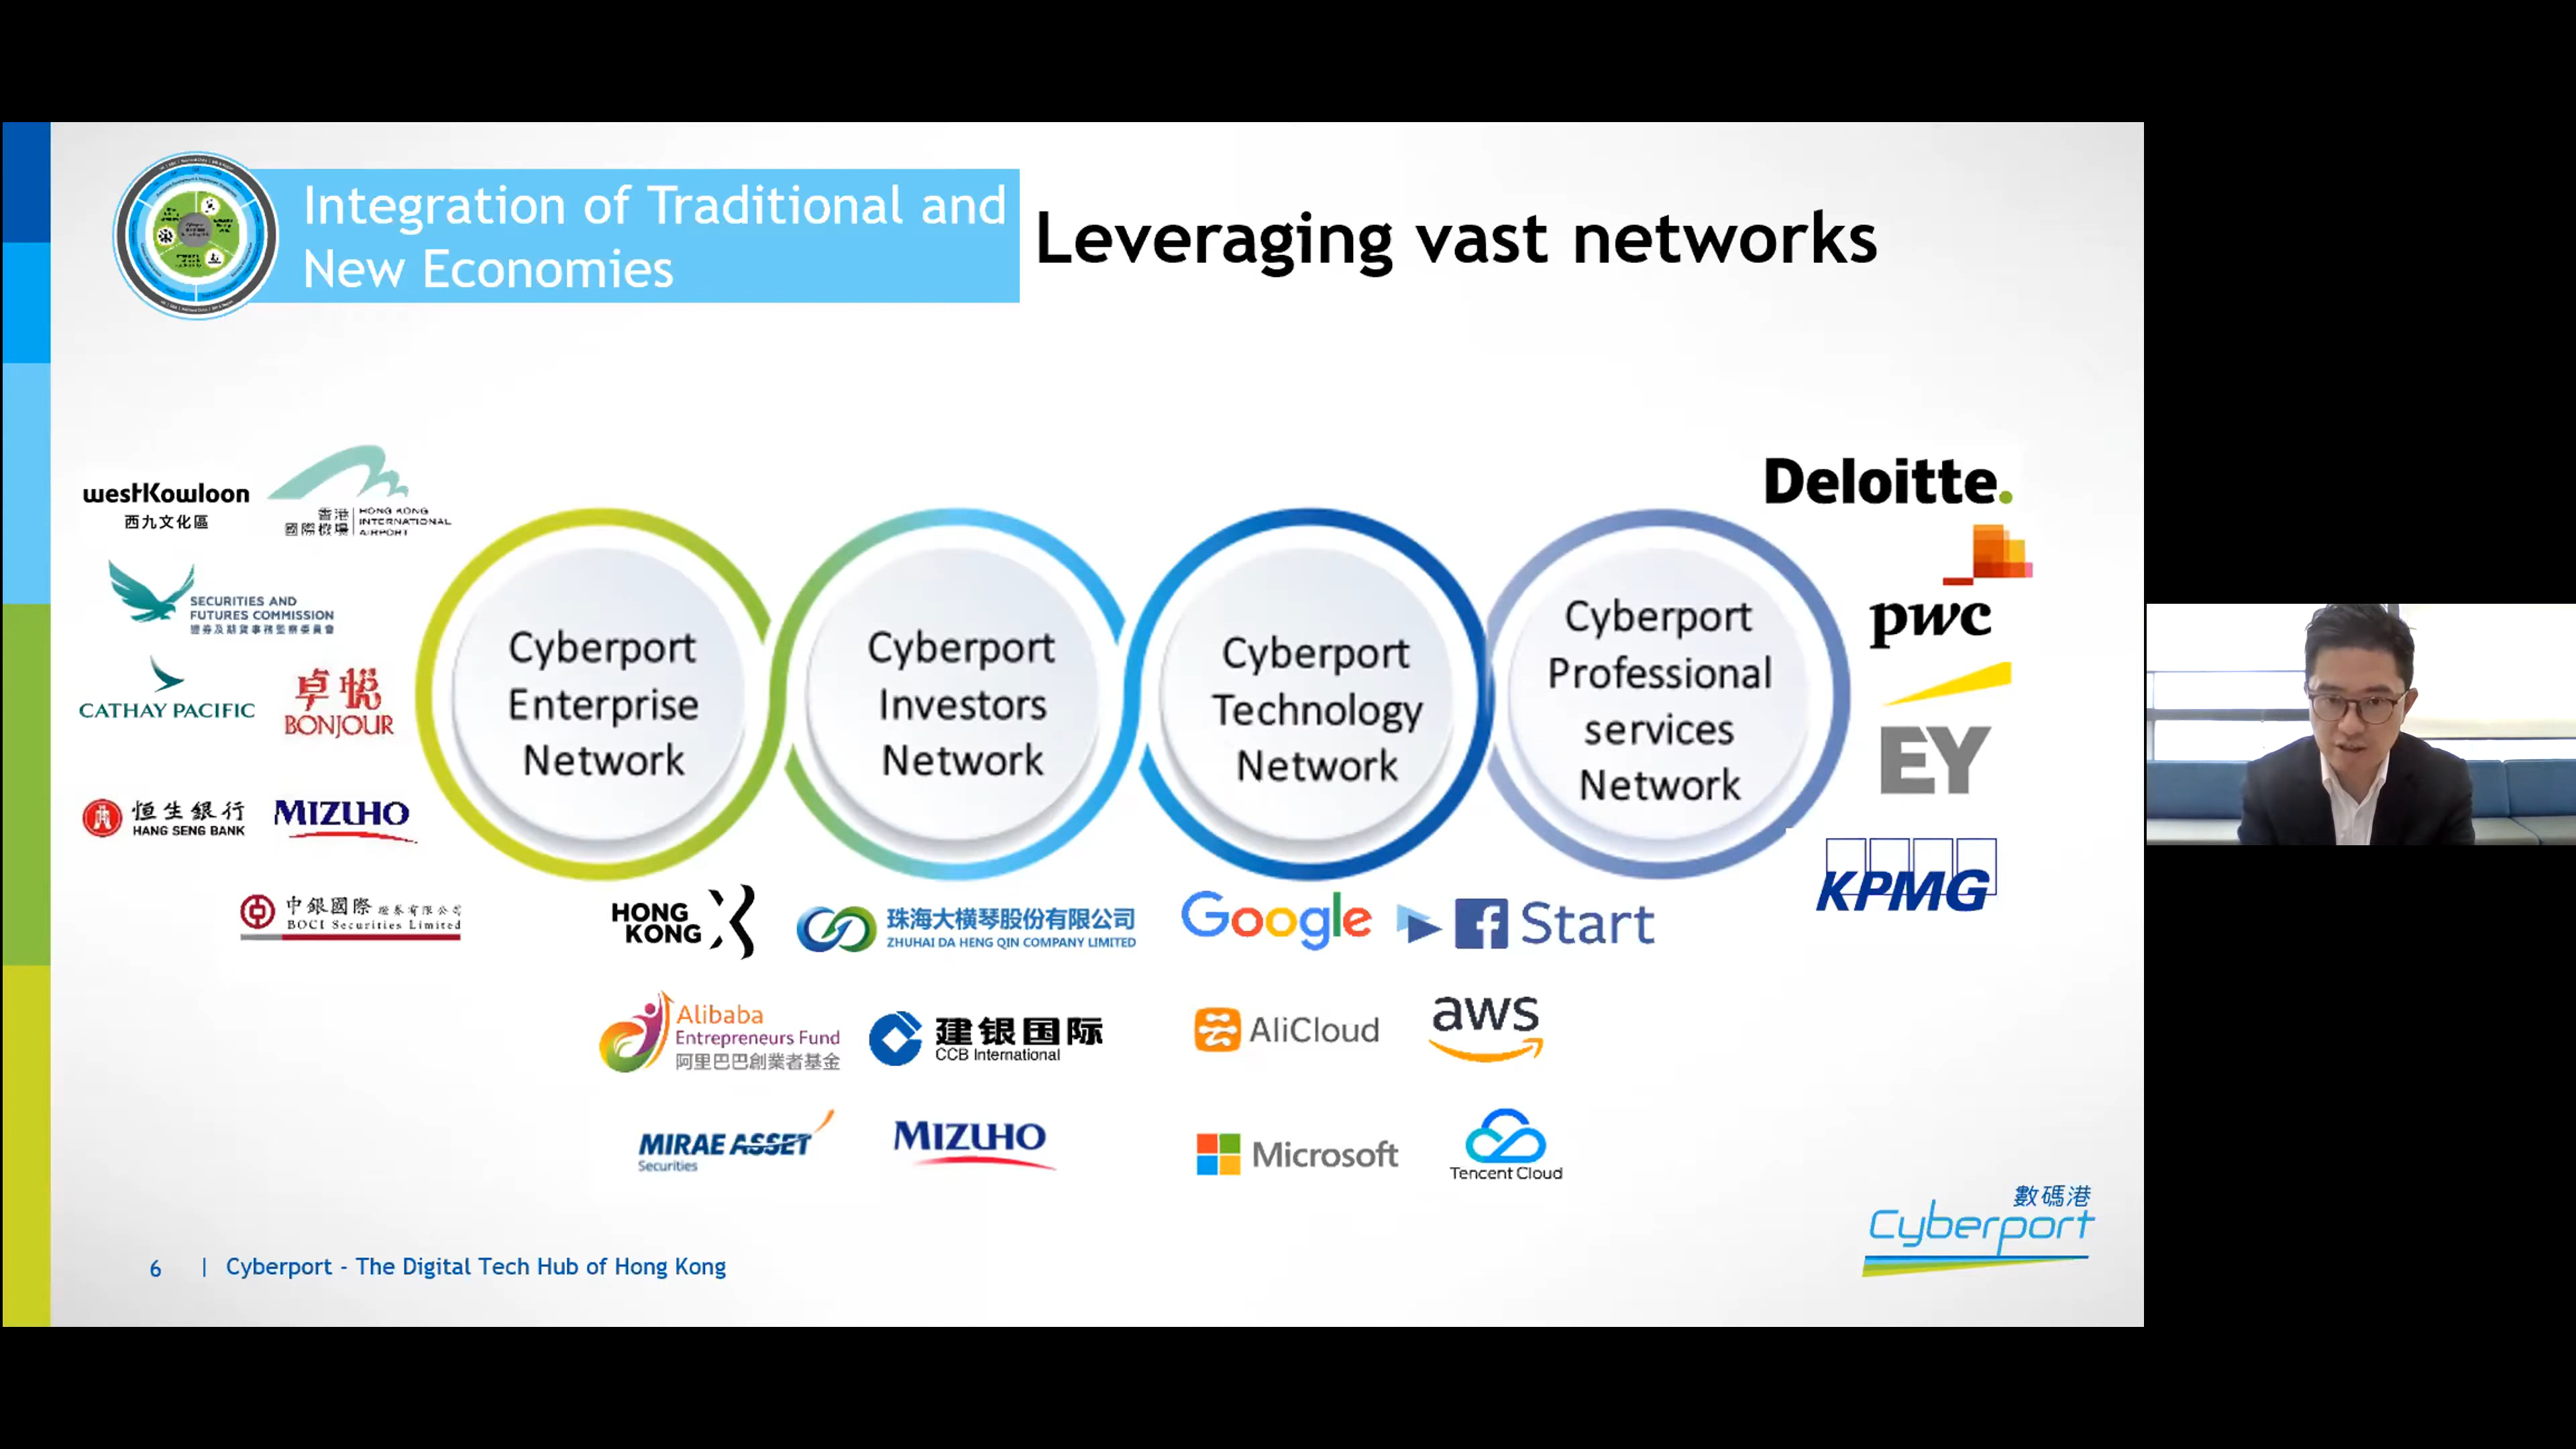 Integration of Traditional and
New Economies
Leveraging vast networks
westKowloon
西九文化區
香港
國際機場
HONG KONG
INTERNATIONAL
AIRPORT
SECURITIES AND
FUTURES COMMISSION
證券及期貨事務監察委員會
CATHAY PACIFIC
卓悅
BONJOUR
恒生銀行
HANG SENG BANK
MIZUHO
中銀國際 證券有限公司
BOCI Securities Limited
Cyberport
Enterprise
Network
Cyberport
Investors
Network
Cyberport
Technology
Network
Cyberport
Professional
services
Network
HONG
KONG X
珠海大横琴股份有限公司
ZHUHAI DA HENG QIN COMPANY LIMITED
Alibaba
Entrepreneurs Fund
阿里巴巴創業者基金
建银国际
CCB International
MIRAE ASSET
Securities
MIZUHO
Google
f Start
AliCloud
aws
Microsoft
Tencent Cloud
Deloitte.
pwc
EY
KPMG
6 | Cyberport - The Digital Tech Hub of Hong Kong
數碼港
Cyberport